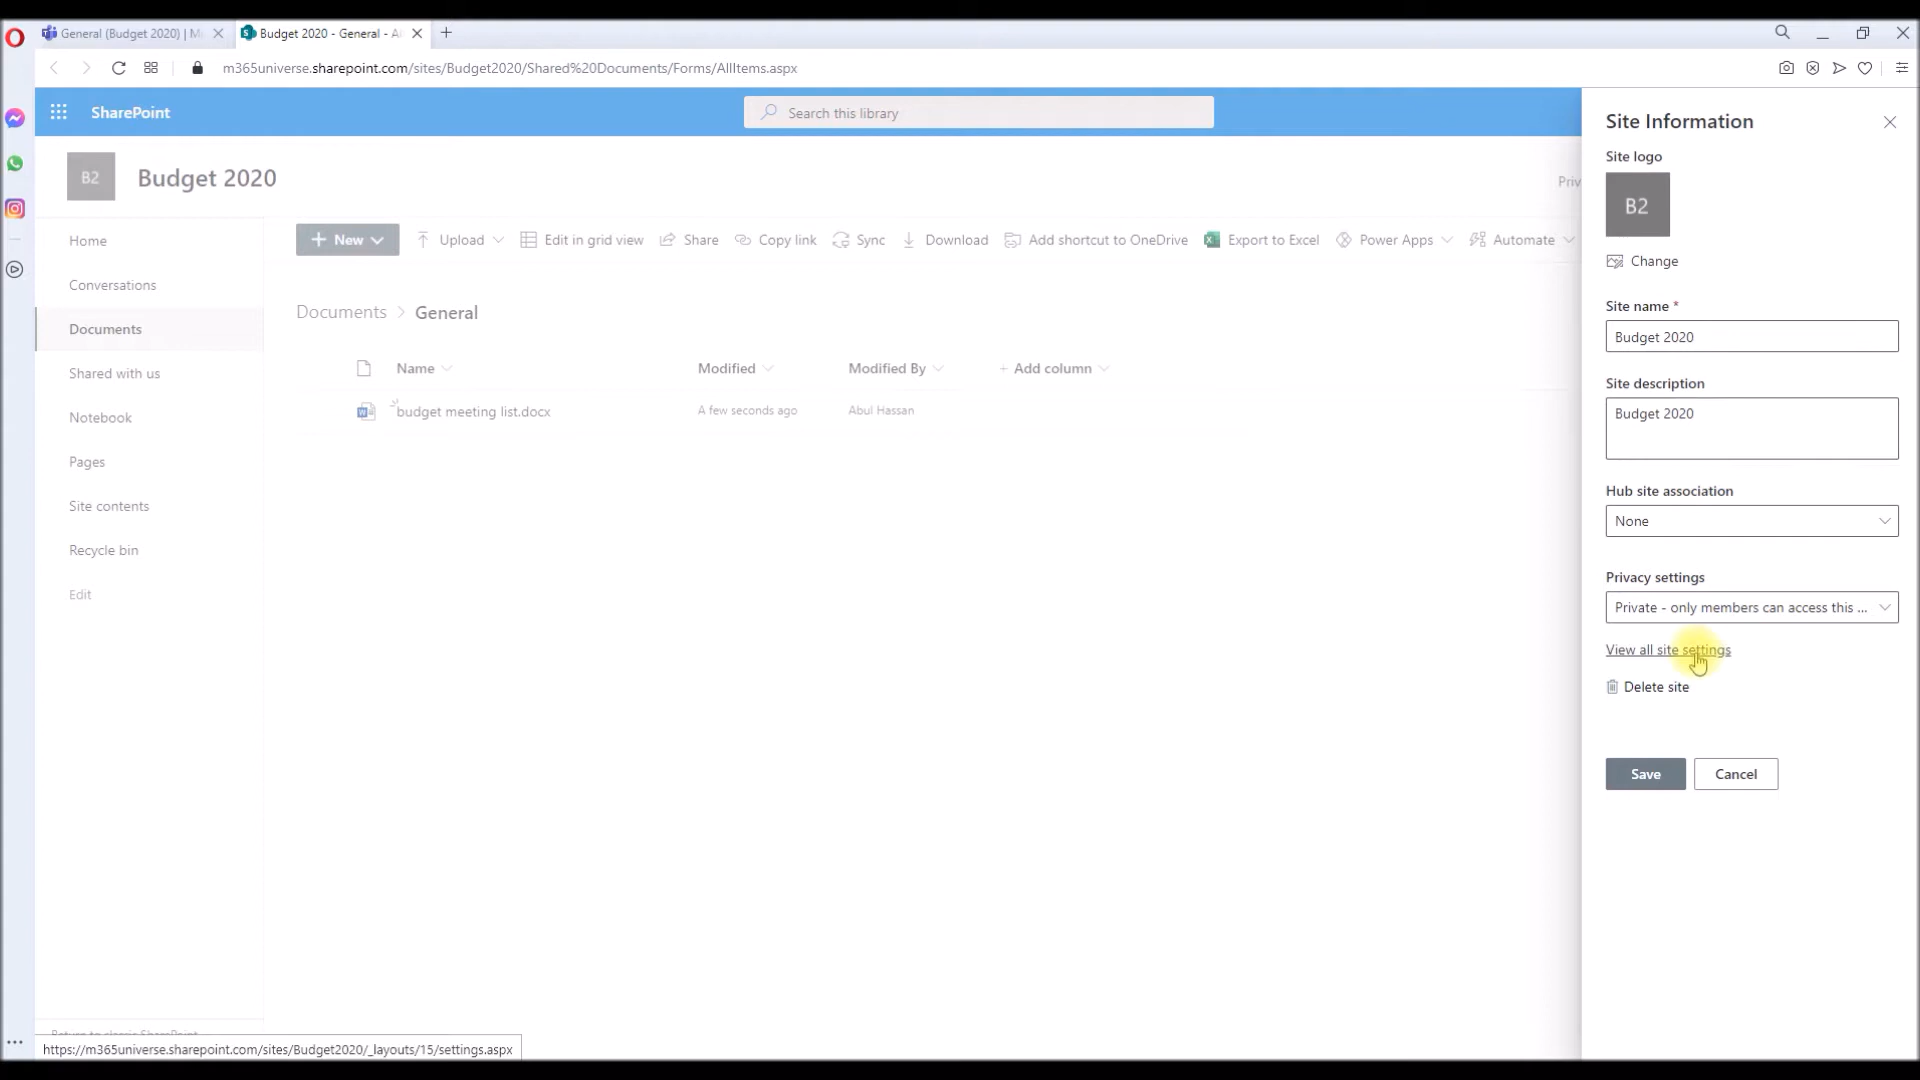 General (Budget 2020) | M
Budget 2020 - General - A
m365universe.sharepoint.com/sites/Budget2020/Shared%20Documents/Forms/AllItems.aspx
SharePoint
Search this library
B2
Budget 2020
Priv
Home
Conversations
Documents
Shared with us
Notebook
Pages
Site contents
Recycle bin
Edit
Return to classic SharePoint
New
Upload
Edit in grid view
Share
Copy link
Sync
Download
Add shortcut to OneDrive
Export to Excel
Power Apps
Automate
Documents > General
Name
Modified
Modified By
+ Add column
budget meeting list.docx
A few seconds ago
Abul Hassan
Site Information
Site logo
B2
Change
Site name *
Budget 2020
Site description
Budget 2020
Hub site association
None
Privacy settings
Private - only members can access this ...
View all site settings
Delete site
Save
Cancel
https://m365universe.sharepoint.com/sites/Budget2020/_layouts/15/settings.aspx